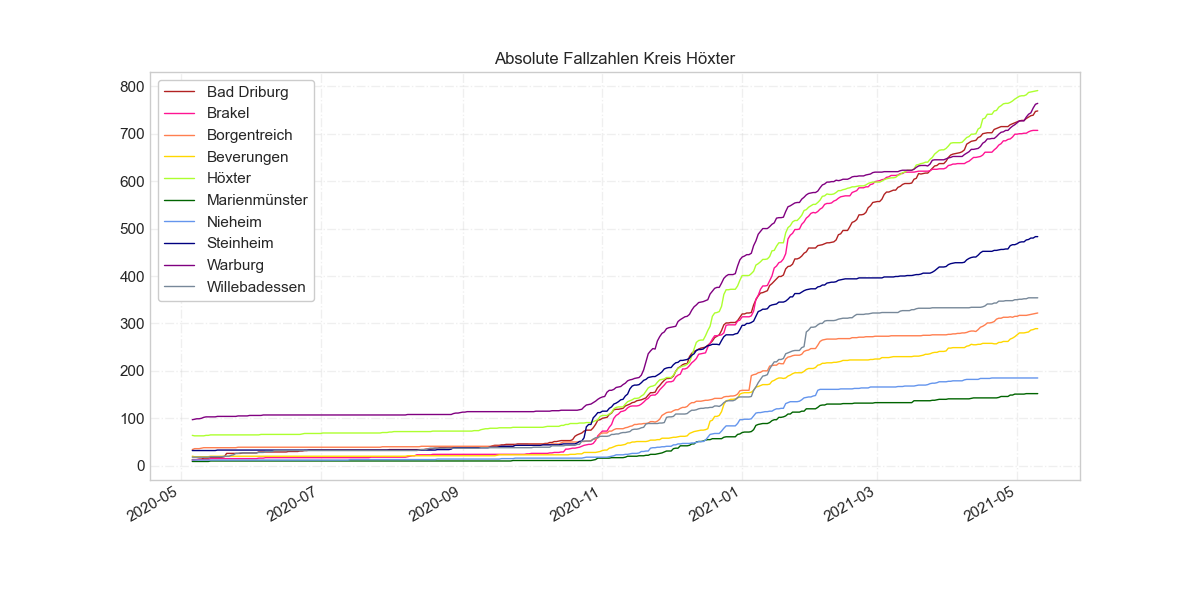 Absolute Fallzahlen Kreis Höxter
800
700
600
500
400
300
200
100
0
Bad Driburg
Brakel
Borgentreich
Beverungen
Höxter
Marienmünster
Nieheim
Steinheim
Warburg
Willebadessen
2020-05
2020-07
2020-09
2020-11
2021-01
2021-03
2021-05